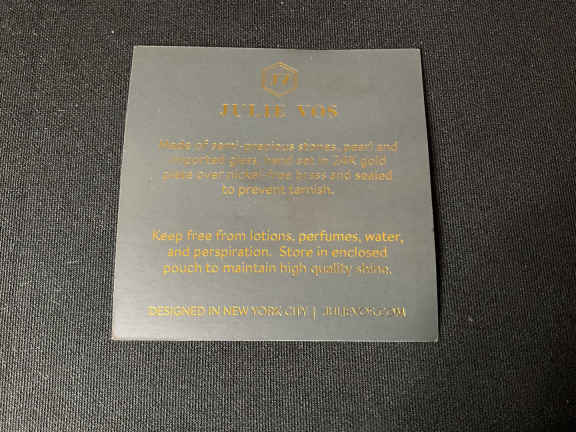 JULIE VOS
Made of semi-precious stones, pearl and
imported glass hand set in 24K gold
plate over nickel-free brass and sealed
to prevent tarnish.
Keep free from lotions, perfumes, water,
and perspiration. Store in enclosed
pouch to maintain high quality shine.
DESIGNED IN NEW YORK CITY | JULIEVOS.COM